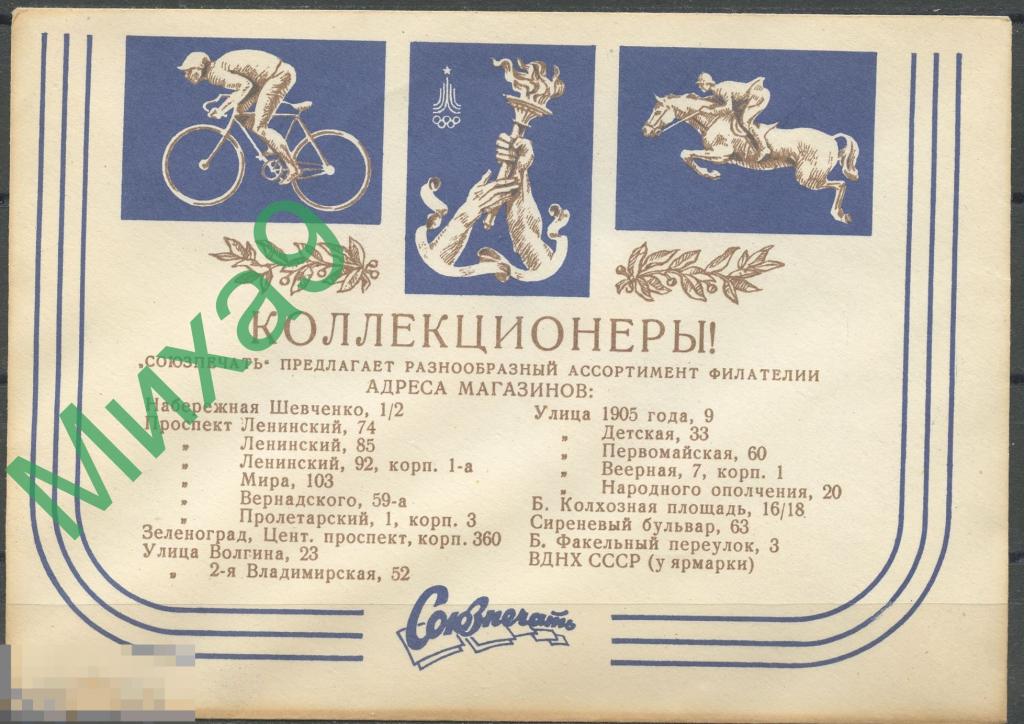 КОЛЛЕКЦИОНЕРЫ!
„СОЮЗПЕЧАТЬ“ ПРЕДЛАГАЕТ РАЗНООБРАЗНЫЙ АССОРТИМЕНТ ФИЛАТЕЛИИ
АДРЕСА МАГАЗИНОВ:
Набережная Шевченко, 1/2
Проспект Ленинский, 74
„ Ленинский, 85
„ Ленинский, 92, корп. 1-а
„ Мира, 103
„ Вернадского, 59-а
„ Пролетарский, 1, корп. 3
Зеленоград, Цент. проспект, корп. 360
Улица Волгина, 23
„ 2-я Владимирская, 52
Улица 1905 года, 9
„ Детская, 33
„ Первомайская, 60
„ Веерная, 7, корп. 1
„ Народного ополчения, 20
Б. Колхозная площадь, 16/18
Сиреневый бульвар, 63
Б. Факельный переулок, 3
ВДНХ СССР (у ярмарки)
Союзпечать
Миха9